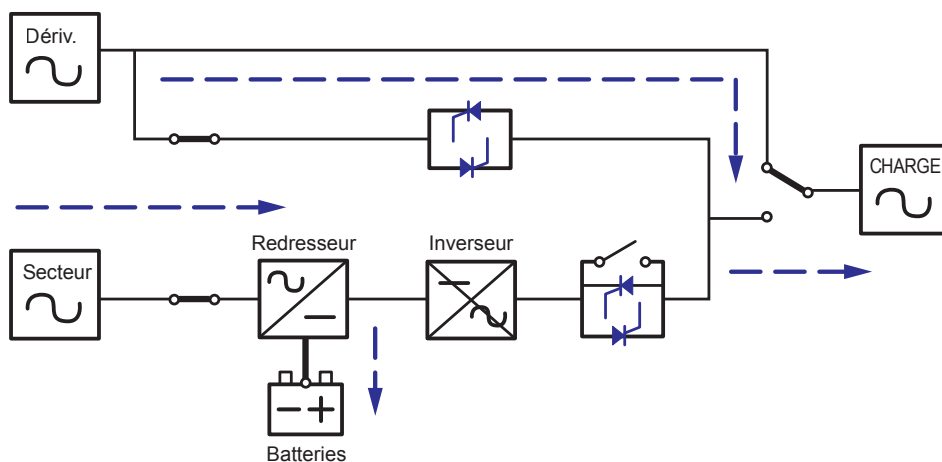 Dériv.
CHARGE
Redresseur
Inverseur
Secteur
Batteries